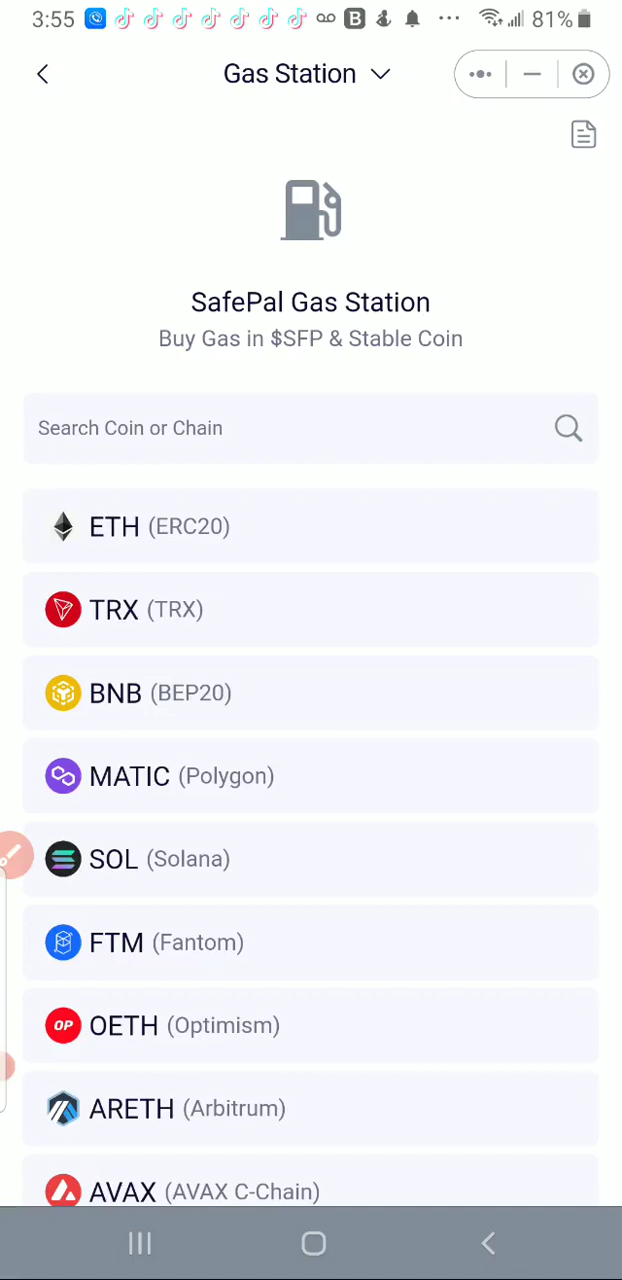 3:55 B 81%
Gas Station
SafePal Gas Station
Buy Gas in $SFP & Stable Coin
Search Coin or Chain
ETH (ERC20)
TRX (TRX)
BNB (BEP20)
MATIC (Polygon)
SOL (Solana)
FTM (Fantom)
OP OETH (Optimism)
ARETH (Arbitrum)
AVAX (AVAX C-Chain)